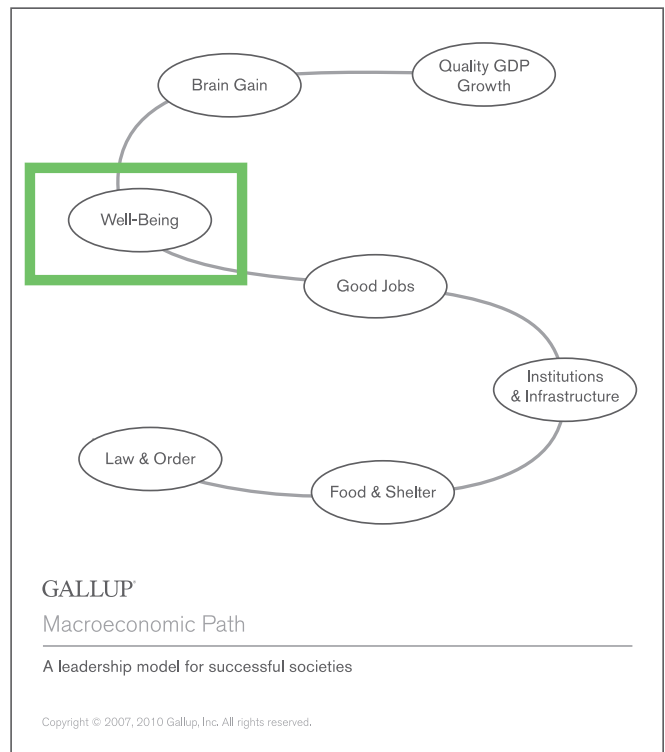 Quality GDP
Growth
Brain Gain
Well-Being
Good Jobs
Institutions
& Infrastructure
Law & Order
Food & Shelter
GALLUP®
Macroeconomic Path
A leadership model for successful societies
Copyright © 2007, 2010 Gallup, Inc. All rights reserved.